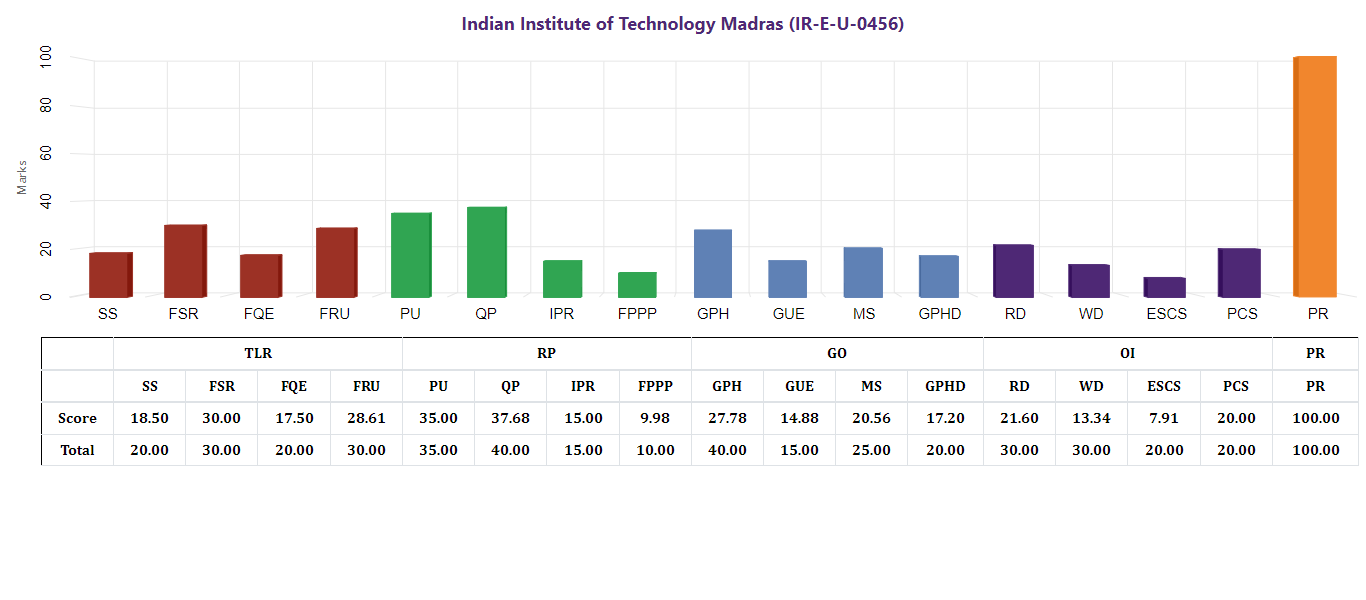 Indian Institute of Technology Madras (IR-E-U-0456)
100
80
60
40
20
0
Marks
SS FSR FQE FRU PU QP IPR FPPP GPH GUE MS GPHD RD WD ESCS PCS PR
TLR RP GO OI PR
SS FSR FQE FRU PU QP IPR FPPP GPH GUE MS GPHD RD WD ESCS PCS PR
Score 18.50 30.00 17.50 28.61 35.00 37.68 15.00 9.98 27.78 14.88 20.56 17.20 21.60 13.34 7.91 20.00 100.00
Total 20.00 30.00 20.00 30.00 35.00 40.00 15.00 10.00 40.00 15.00 25.00 20.00 30.00 30.00 20.00 20.00 100.00